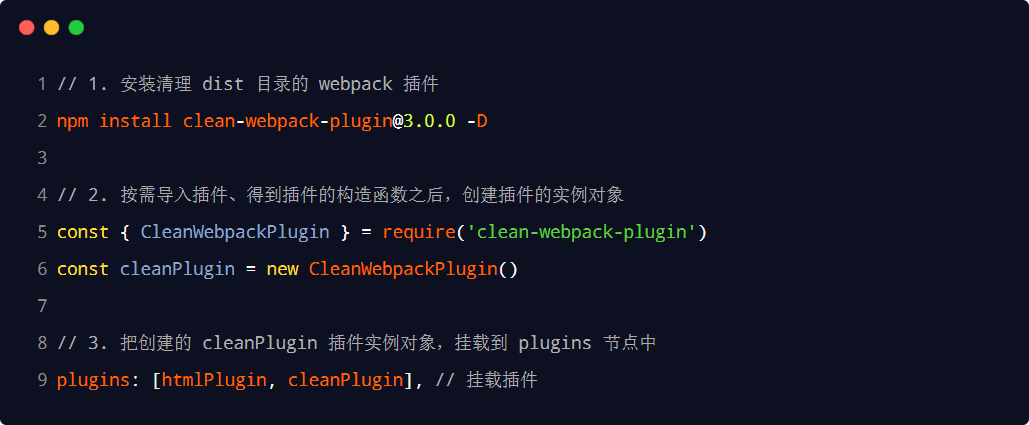 1 // 1. 安装清理 dist 目录的 webpack 插件
2 npm install clean-webpack-plugin@3.0.0 -D
3
4 // 2. 按需导入插件、得到插件的构造函数之后，创建插件的实例对象
5 const { CleanWebpackPlugin } = require('clean-webpack-plugin')
6 const cleanPlugin = new CleanWebpackPlugin()
7
8 // 3. 把创建的 cleanPlugin 插件实例对象，挂载到 plugins 节点中
9 plugins: [htmlPlugin, cleanPlugin], // 挂载插件